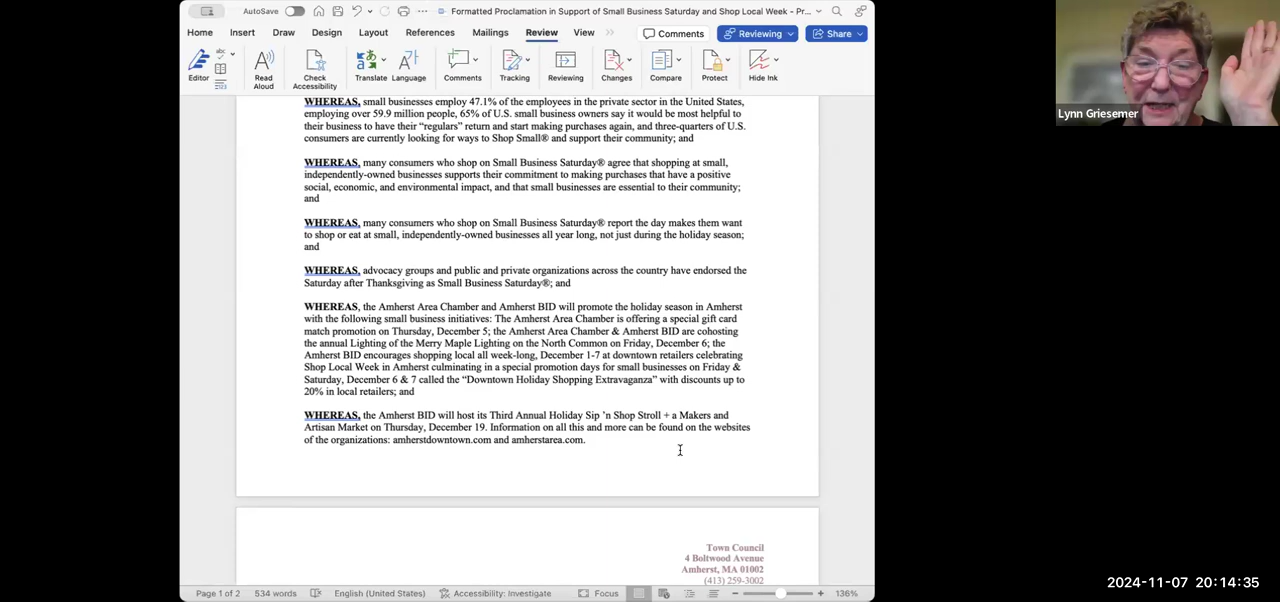 AutoSave
Formatted Proclamation in Support of Small Business Saturday and Shop Local Week - Pr...
Home Insert Draw Design Layout References Mailings Review View Comments Reviewing Share
Editor Read Aloud Check Accessibility Translate Language Comments Tracking Reviewing Changes Compare Protect Hide Ink
WHEREAS, small businesses employ 47.1% of the employees in the private sector in the United States,
employing over 59.9 million people, 65% of U.S. small business owners say it would be most helpful to
their business to have their “regulars” return and start making purchases again, and three-quarters of U.S.
consumers are currently looking for ways to Shop Small® and support their community; and
WHEREAS, many consumers who shop on Small Business Saturday® agree that shopping at small,
independently-owned businesses supports their commitment to making purchases that have a positive
social, economic, and environmental impact, and that small businesses are essential to their community;
and
WHEREAS, many consumers who shop on Small Business Saturday® report the day makes them want
to shop or eat at small, independently-owned businesses all year long, not just during the holiday season;
and
WHEREAS, advocacy groups and public and private organizations across the country have endorsed the
Saturday after Thanksgiving as Small Business Saturday®; and
WHEREAS, the Amherst Area Chamber and Amherst BID will promote the holiday season in Amherst
with the following small business initiatives: The Amherst Area Chamber is offering a special gift card
match promotion on Thursday, December 5; the Amherst Area Chamber & Amherst BID are cohosting
the annual Lighting of the Merry Maple Lighting on the North Common on Friday, December 6; the
Amherst BID encourages shopping local all week-long, December 1-7 at downtown retailers celebrating
Shop Local Week in Amherst culminating in a special promotion days for small businesses on Friday &
Saturday, December 6 & 7 called the “Downtown Holiday Shopping Extravaganza” with discounts up to
20% in local retailers; and
WHEREAS, the Amherst BID will host its Third Annual Holiday Sip ’n Shop Stroll + a Makers and
Artisan Market on Thursday, December 19. Information on all this and more can be found on the websites
of the organizations: amherstdowntown.com and amherstarea.com.
Town Council
4 Boltwood Avenue
Amherst, MA 01002
(413) 259-3002
Page 1 of 2 534 words English (United States) Accessibility: Investigate Focus 136%
Lynn Griesemer
2024-11-07 20:14:35